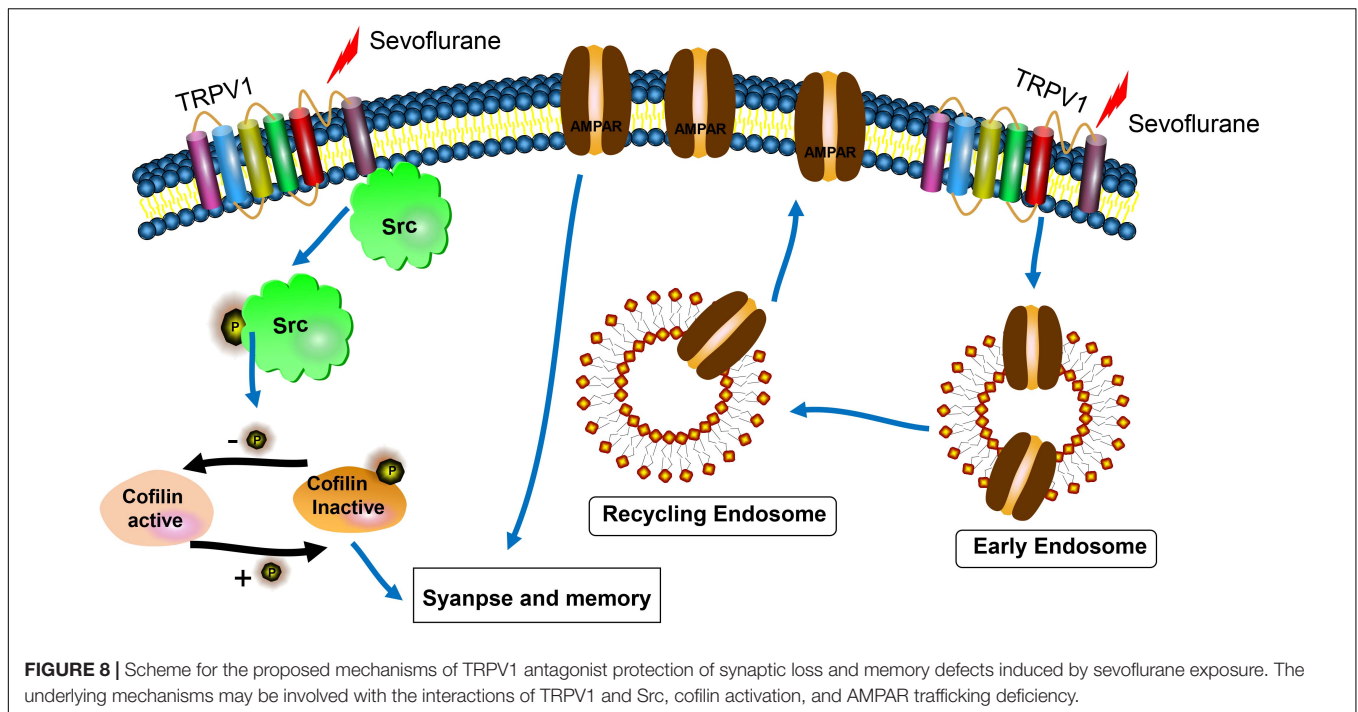 Sevoflurane
TRPV1
AMPAR
AMPAR
AMPAR
TRPV1
Sevoflurane
Src
P
Src
- P
Cofilin
active
P
Cofilin
Inactive
+ P
Syanpse and memory
Recycling Endosome
Early Endosome
FIGURE 8 | Scheme for the proposed mechanisms of TRPV1 antagonist protection of synaptic loss and memory defects induced by sevoflurane exposure. The
underlying mechanisms may be involved with the interactions of TRPV1 and Src, cofilin activation, and AMPAR trafficking deficiency.